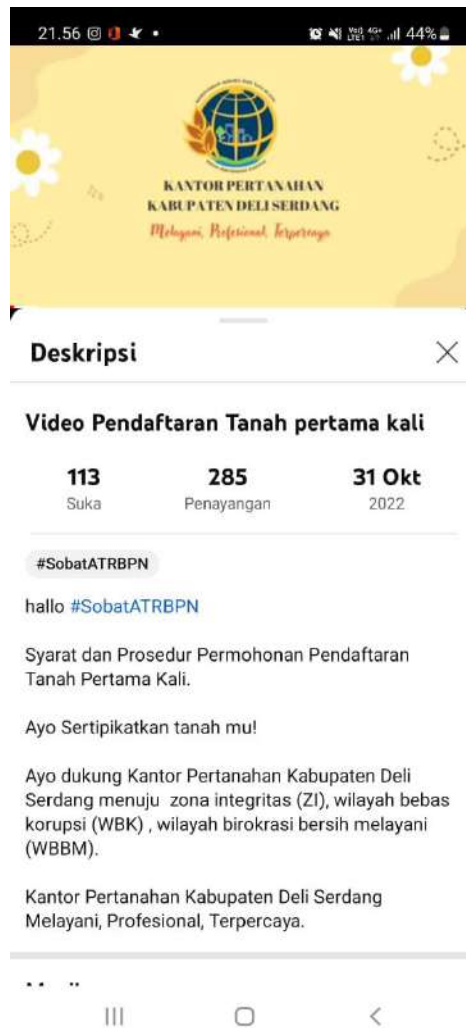 21.56
Vo)) 4G+ 44%
LTE1
KANTOR PERTANAHAN
KABUPATEN DELI SERDANG
Melayani, Profesional, Terpercaya
Deskripsi
Video Pendaftaran Tanah pertama kali
113 285 31 Okt
Suka Penayangan 2022
#SobatATRBPN
hallo #SobatATRBPN
Syarat dan Prosedur Permohonan Pendaftaran
Tanah Pertama Kali.
Ayo Sertipikatkan tanah mu!
Ayo dukung Kantor Pertanahan Kabupaten Deli
Serdang menuju zona integritas (ZI), wilayah bebas
korupsi (WBK) , wilayah birokrasi bersih melayani
(WBBM).
Kantor Pertanahan Kabupaten Deli Serdang
Melayani, Profesional, Terpercaya.